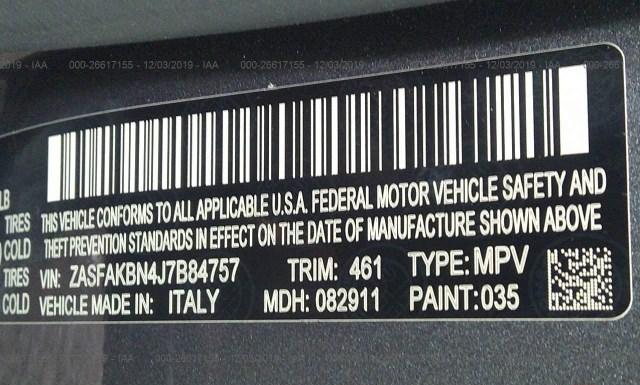 2019 - IAA 000-26617155 - 12/03/2019 - IAA 000-26617155 - 12/03/2019 - IAA 000-26
LB
TIRES THIS VEHICLE CONFORMS TO ALL APPLICABLE U.S.A. FEDERAL MOTOR VEHICLE SAFETY AND
COLD THEFT PREVENTION STANDARDS IN EFFECT ON THE DATE OF MANUFACTURE SHOWN ABOVE
TIRES VIN: ZASFAKBN4J7B84757 TRIM: 461 TYPE: MPV
COLD VEHICLE MADE IN: ITALY MDH: 082911 PAINT: 035